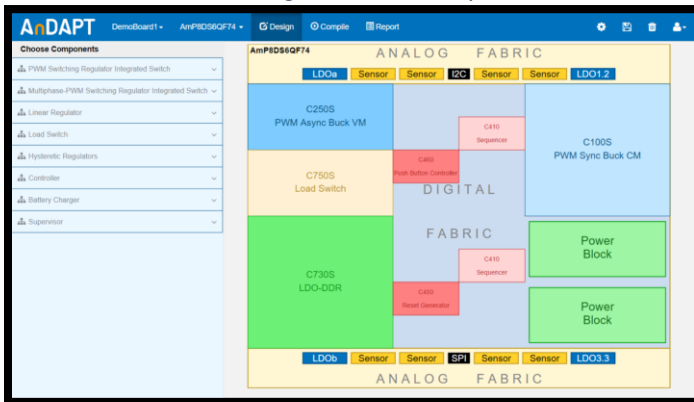 AnDAPT DemoBoard1 AmP8DS6QF74 Design Compile Report
Choose Components
PWM Switching Regulator Integrated Switch
Multiphase-PWM Switching Regulator Integrated Switch
Linear Regulator
Load Switch
Hysteretic Regulators
Controller
Battery Charger
Supervisor
AmP8DS6QF74
ANALOG FABRIC
LDOa Sensor Sensor I2C Sensor Sensor LDO1.2
C250S
PWM Async Buck VM
C410
Sequencer
C100S
PWM Sync Buck CM
C750S
Load Switch
Push Button Controller
DIGITAL
FABRIC
C730S
LDO-DDR
C410
Sequencer
Reset Generator
Power
Block
Power
Block
LDOb Sensor Sensor SPI Sensor Sensor LDO3.3
ANALOG FABRIC